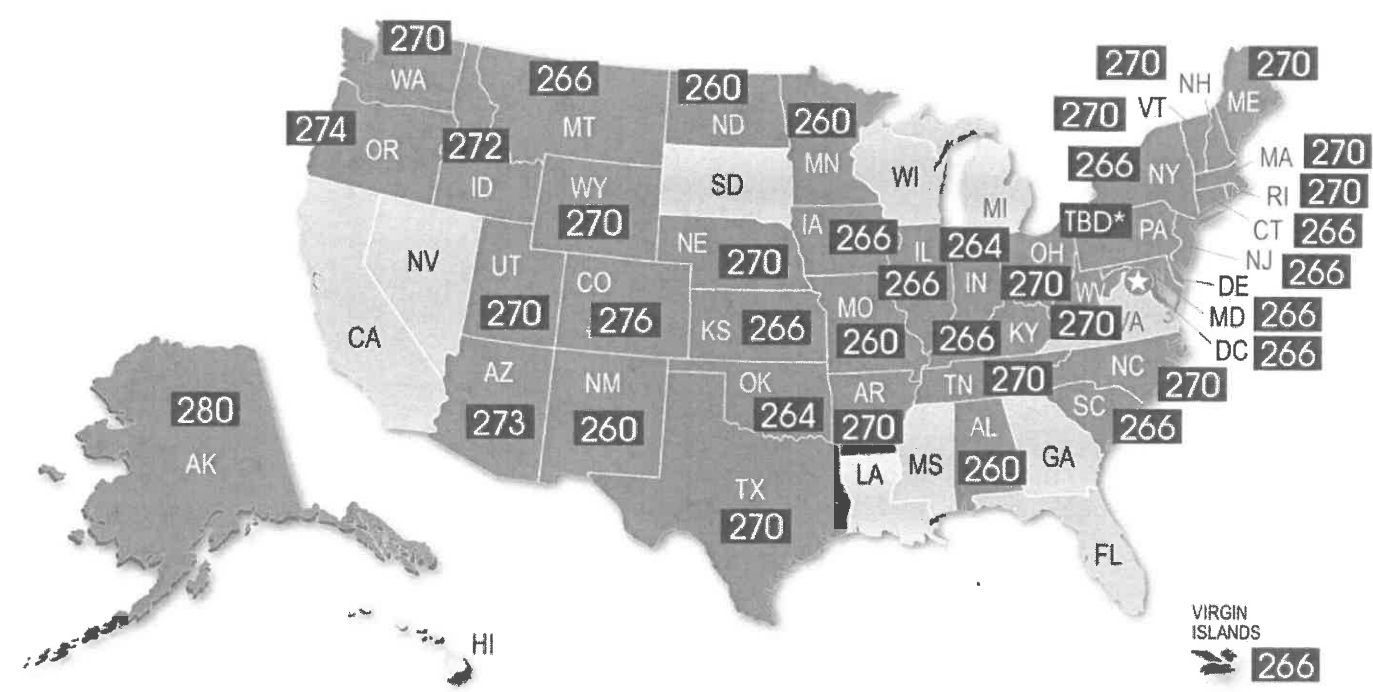 270
WA
266
MT
260
ND
260
MN
274
OR
272
ID
WY
270
SD
WI
MI
270
NH
270
ME
270
VT
266
NY
MA 270
RI 270
CT 266
NJ
266
TBD* PA
DE
MD 266
DC 266
NV
CA
UT
270
CO
276
NE
270
IA
266
IL
266
264
IN
266
OH
270
WV
270
VA
KS 266
MO
260
KY
AZ
273
NM
260
OK
264
AR
270
TN 270
NC
270
SC
266
TX
270
LA
MS
AL
260
GA
FL
280
AK
HI
VIRGIN
ISLANDS
266